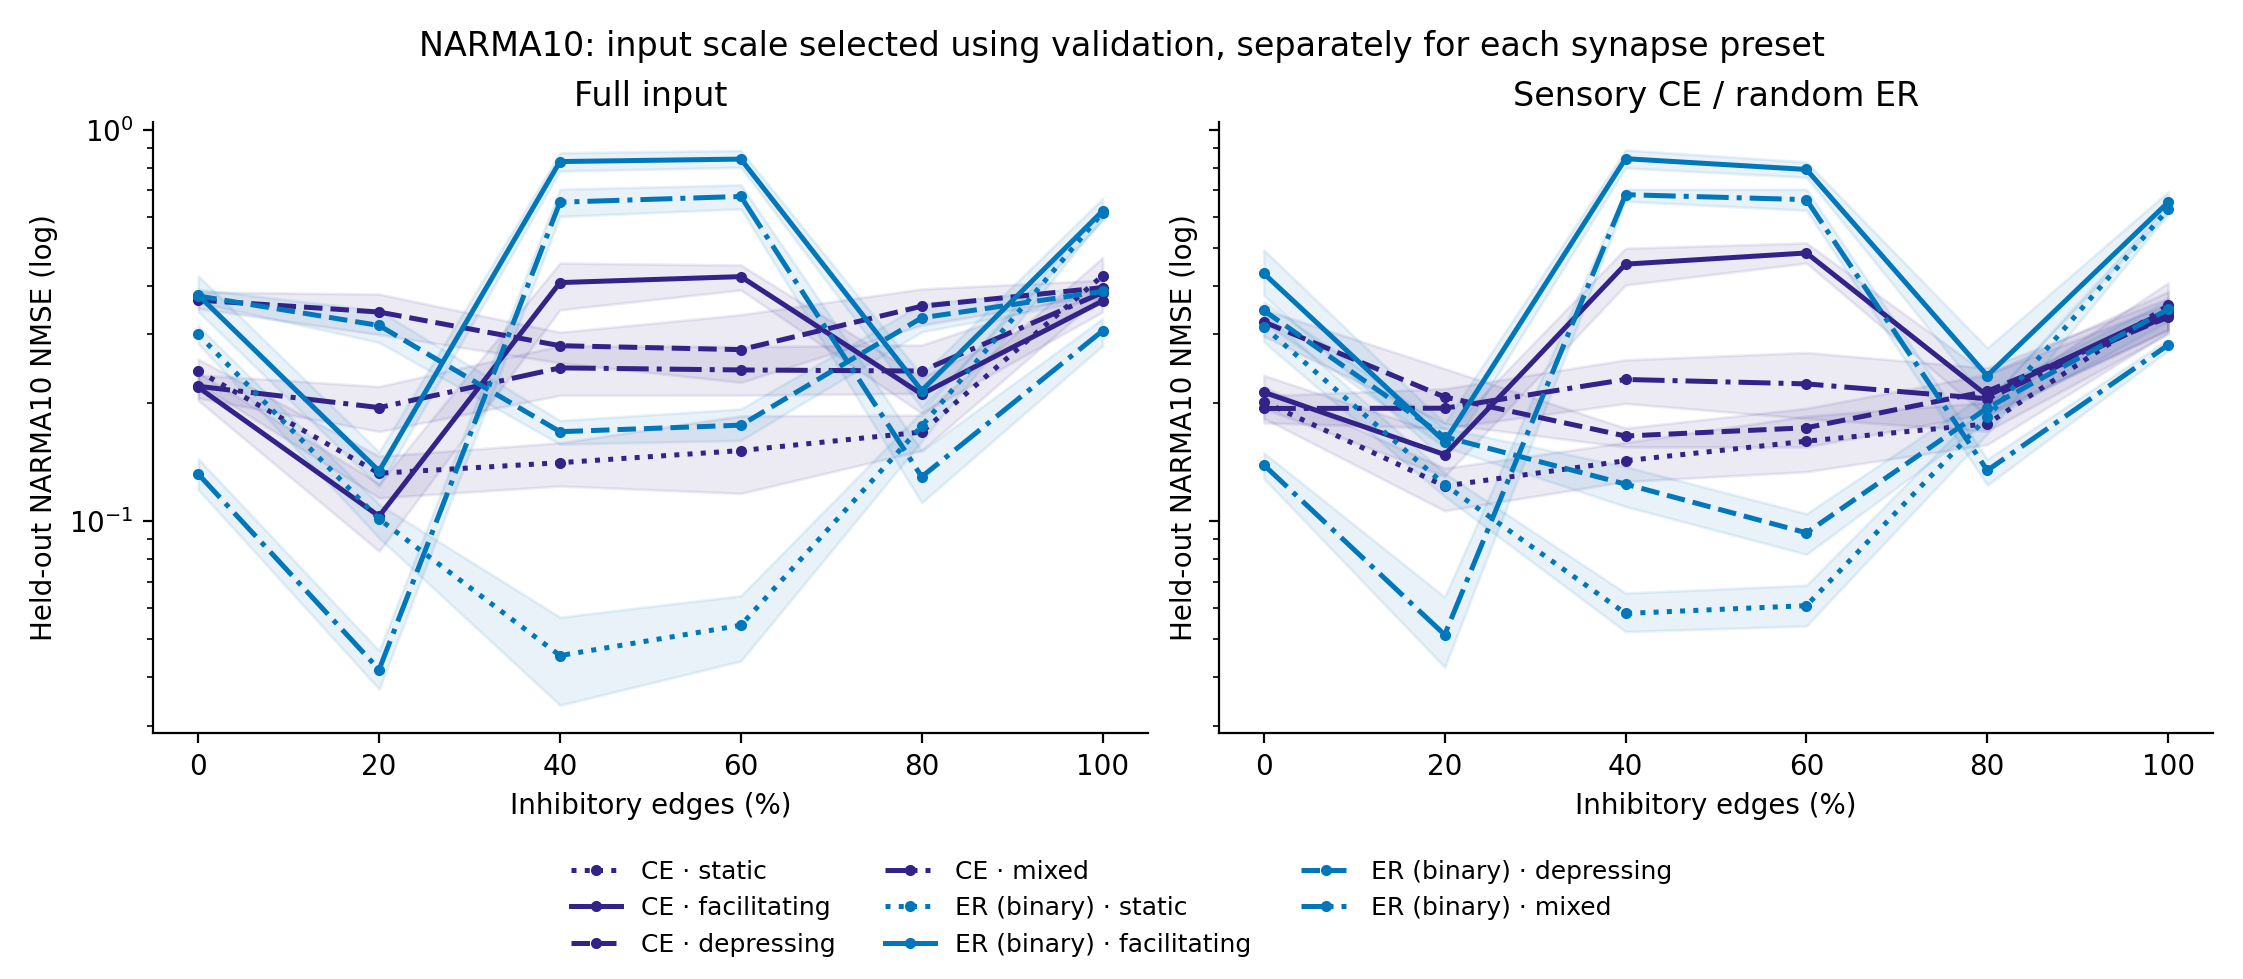 NARMA10: input scale selected using validation, separately for each synapse preset
Full input
Sensory CE / random ER
Held-out NARMA10 NMSE (log)
10⁰
10⁻¹
0 20 40 60 80 100
Inhibitory edges (%)
Held-out NARMA10 NMSE (log)
0 20 40 60 80 100
Inhibitory edges (%)
CE · static
CE · facilitating
CE · depressing
CE · mixed
ER (binary) · static
ER (binary) · facilitating
ER (binary) · depressing
ER (binary) · mixed